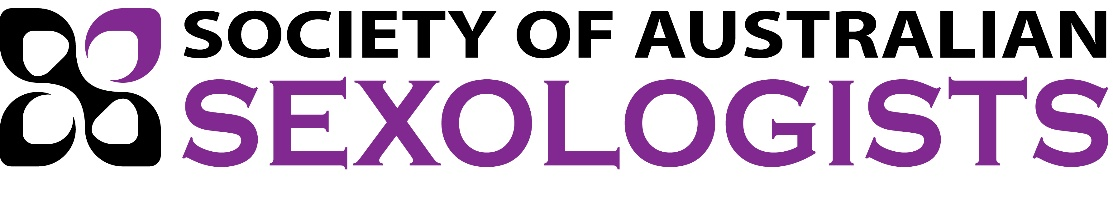 SOCIETY OF AUSTRALIAN
SEXOLOGISTS